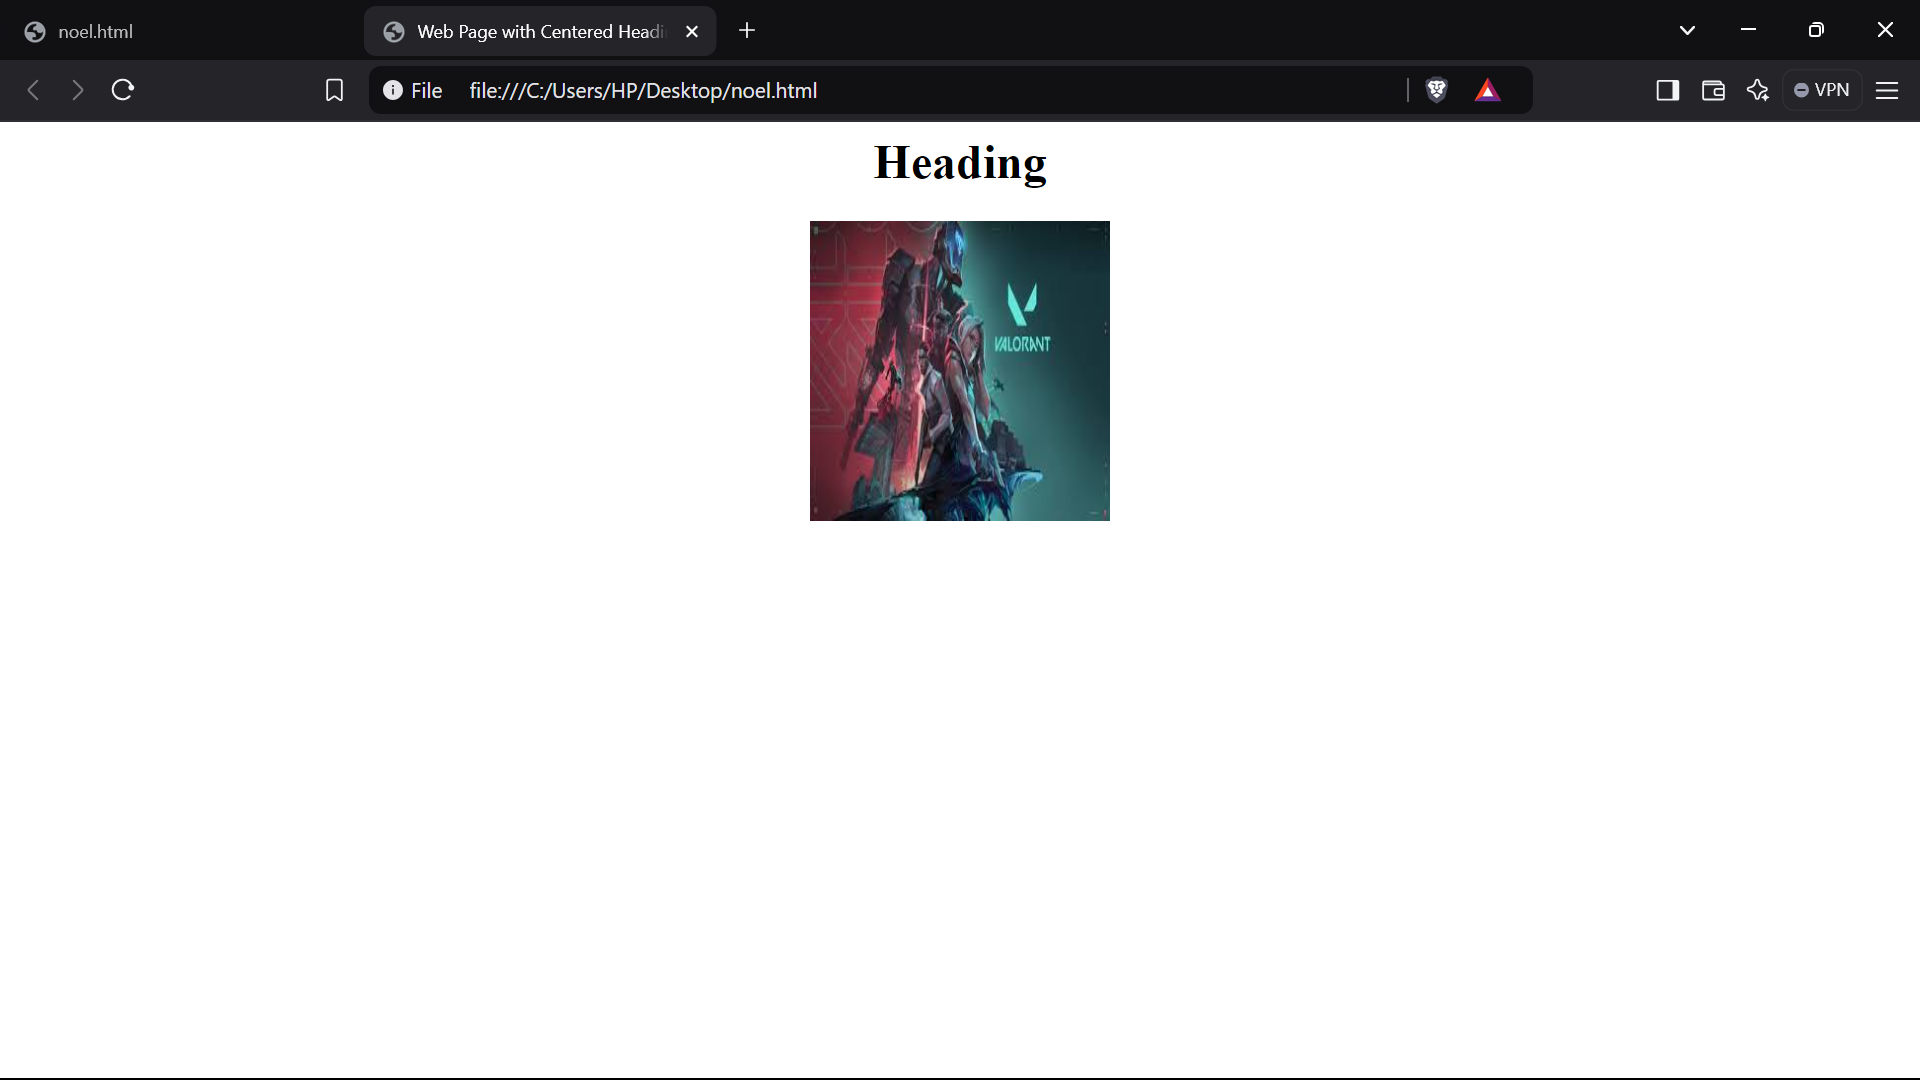 noel.html
Web Page with Centered Headi
File file:///C:/Users/HP/Desktop/noel.html
VPN
Heading
VALORANT